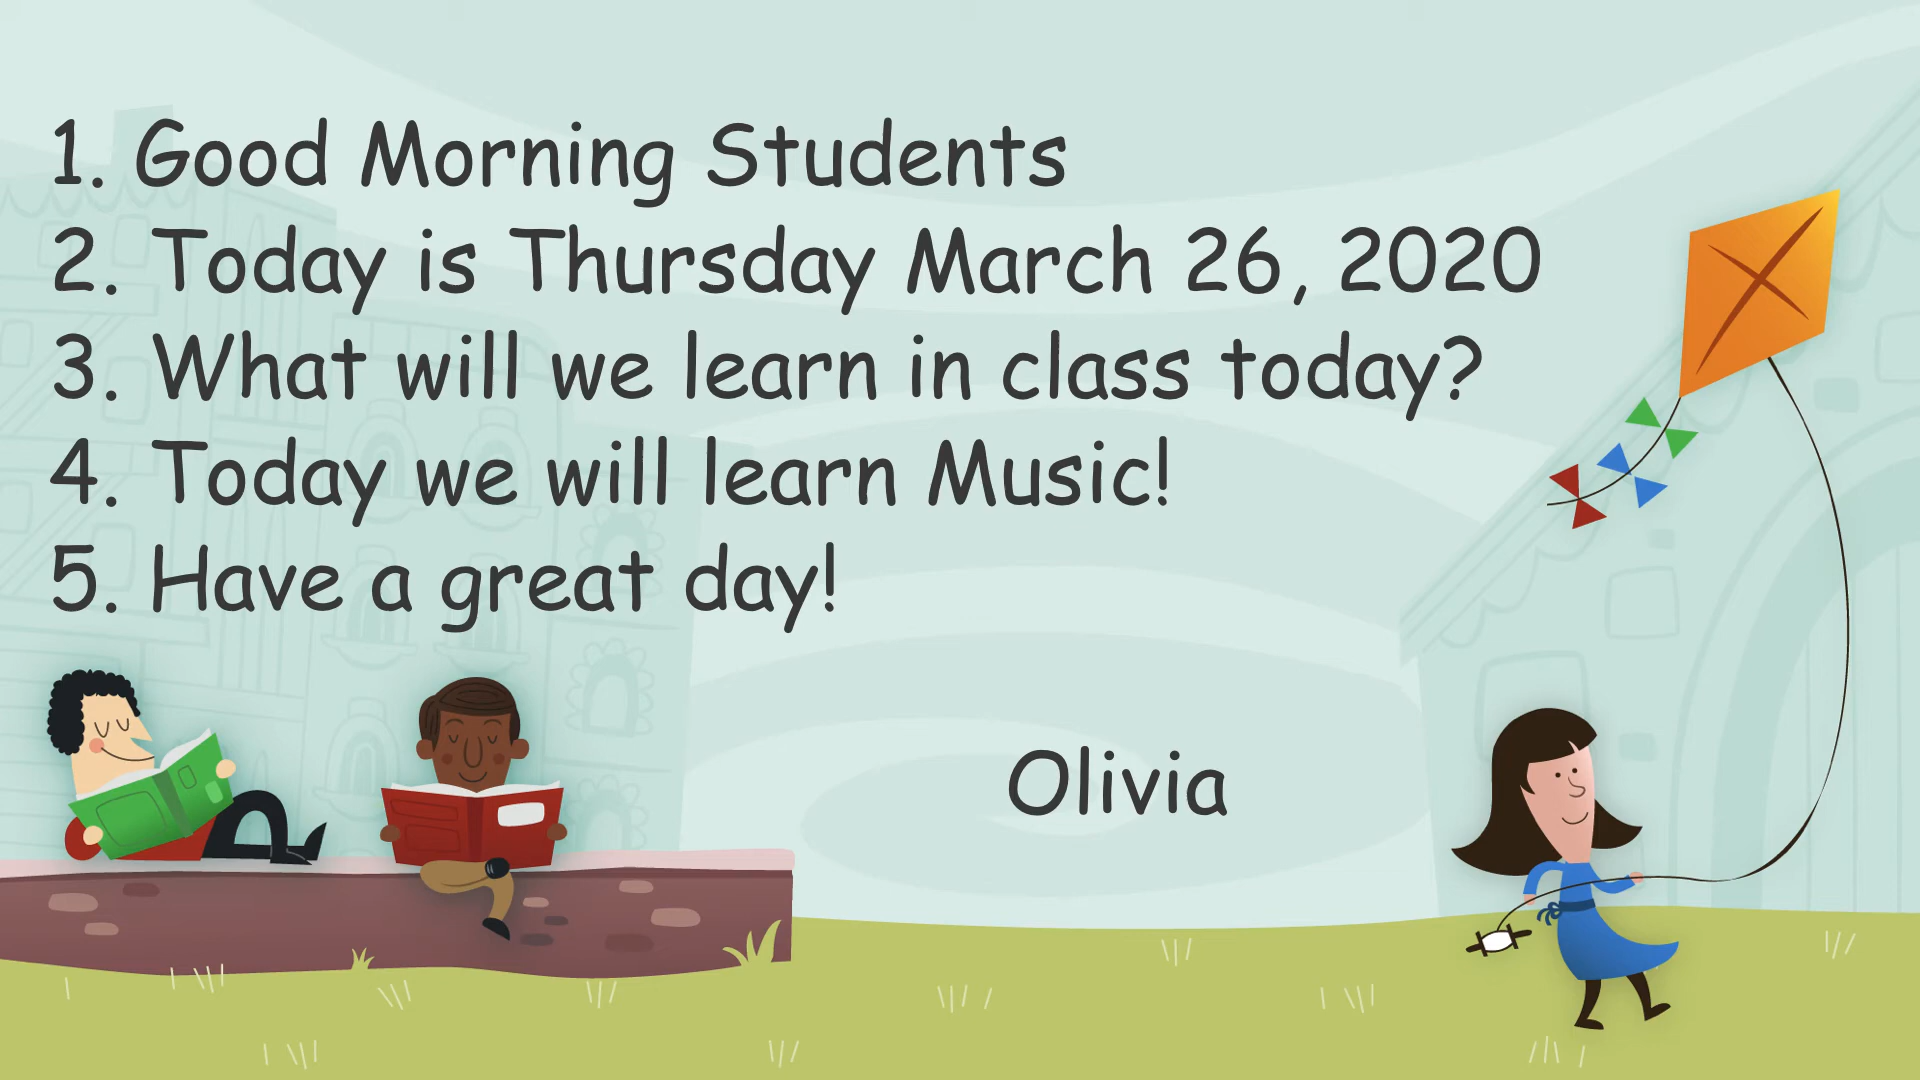 1. Good Morning Students
2. Today is Thursday March 26, 2020
3. What will we learn in class today?
4. Today we will learn Music!
5. Have a great day!
Olivia